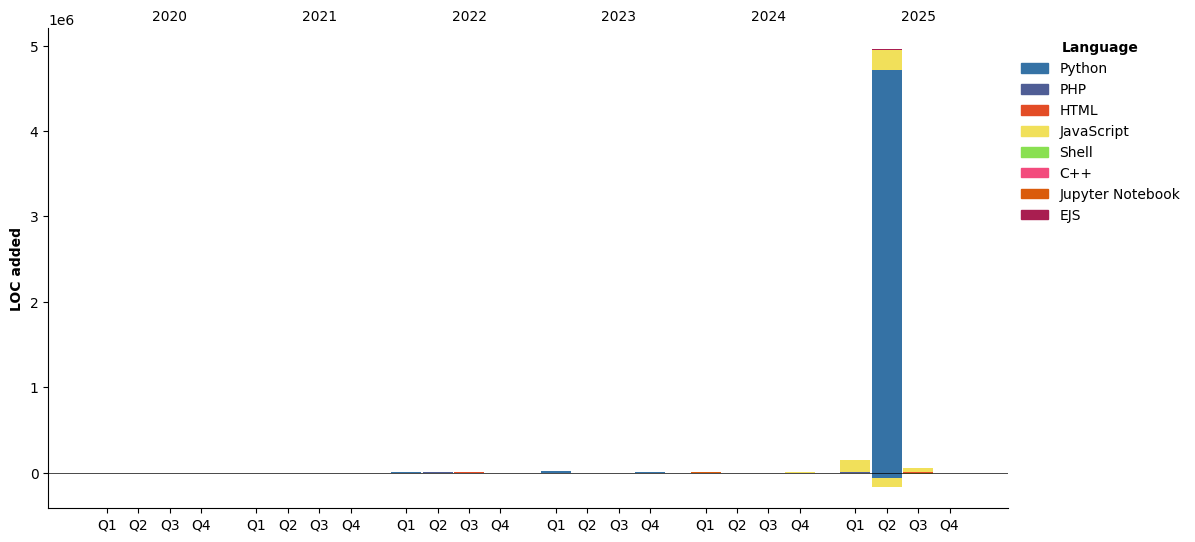 1e6
2020 2021 2022 2023 2024 2025
5
4
3
2
1
0
LOC added
Q1 Q2 Q3 Q4 Q1 Q2 Q3 Q4 Q1 Q2 Q3 Q4 Q1 Q2 Q3 Q4 Q1 Q2 Q3 Q4 Q1 Q2 Q3 Q4
Language
Python
PHP
HTML
JavaScript
Shell
C++
Jupyter Notebook
EJS